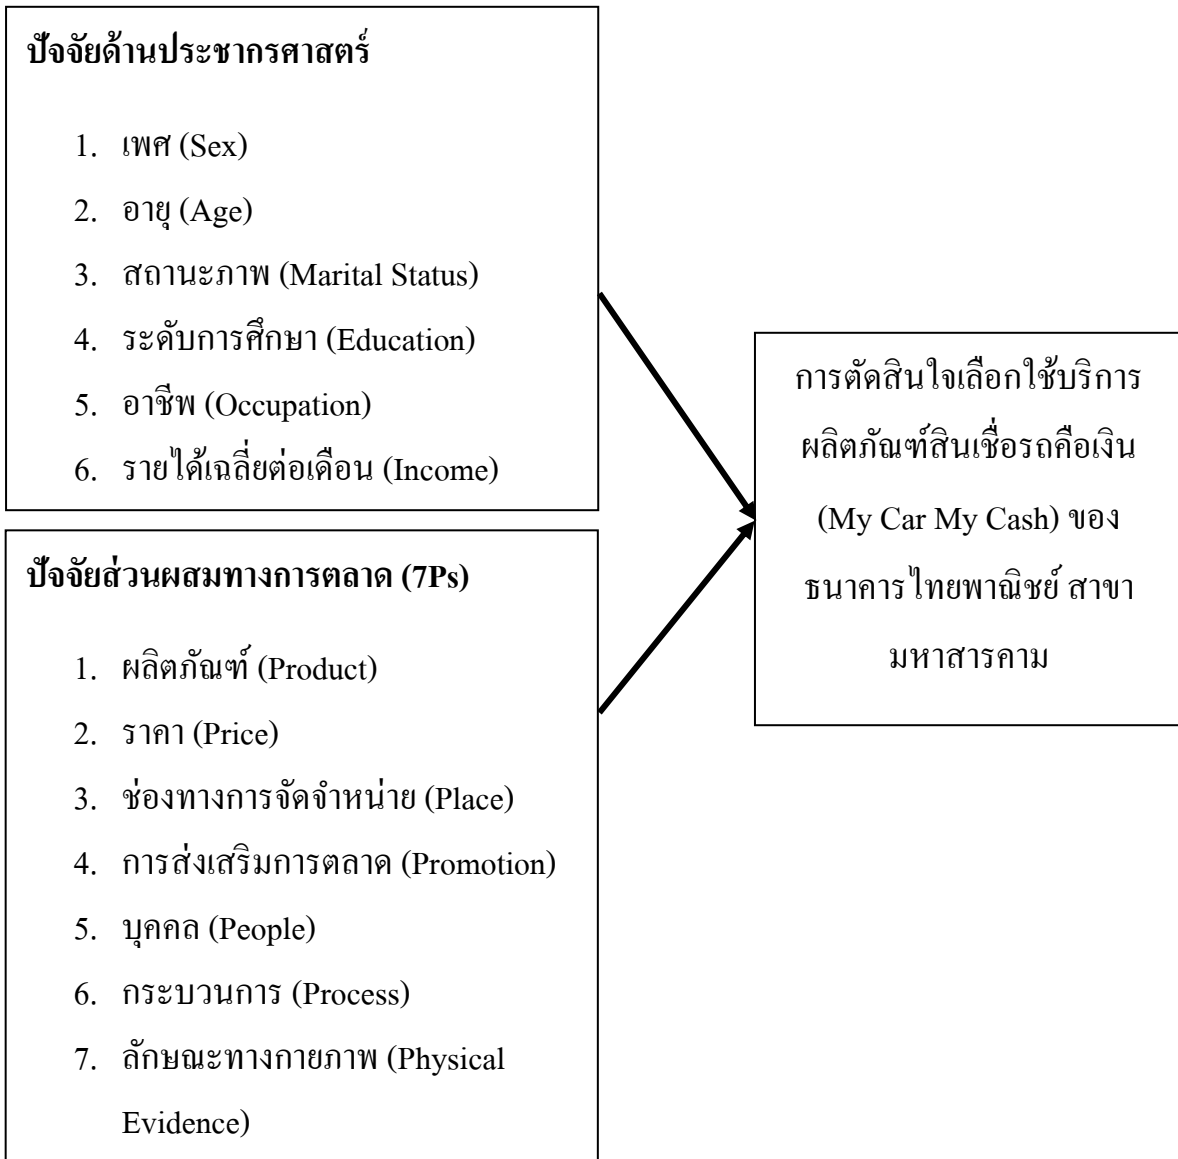 ปัจจัยด้านประชากรศาสตร์
1. เพศ (Sex)
2. อายุ (Age)
3. สถานะภาพ (Marital Status)
4. ระดับการศึกษา (Education)
5. อาชีพ (Occupation)
6. รายได้เฉลี่ยต่อเดือน (Income)
ปัจจัยส่วนผสมทางการตลาด (7Ps)
1. ผลิตภัณฑ์ (Product)
2. ราคา (Price)
3. ช่องทางการจัดจำหน่าย (Place)
4. การส่งเสริมการตลาด (Promotion)
5. บุคคล (People)
6. กระบวนการ (Process)
7. ลักษณะทางกายภาพ (Physical
Evidence)
การตัดสินใจเลือกใช้บริการ
ผลิตภัณฑ์สินเชื่อรถคือเงิน
(My Car My Cash) ของ
ธนาคารไทยพาณิชย์ สาขา
มหาสารคาม